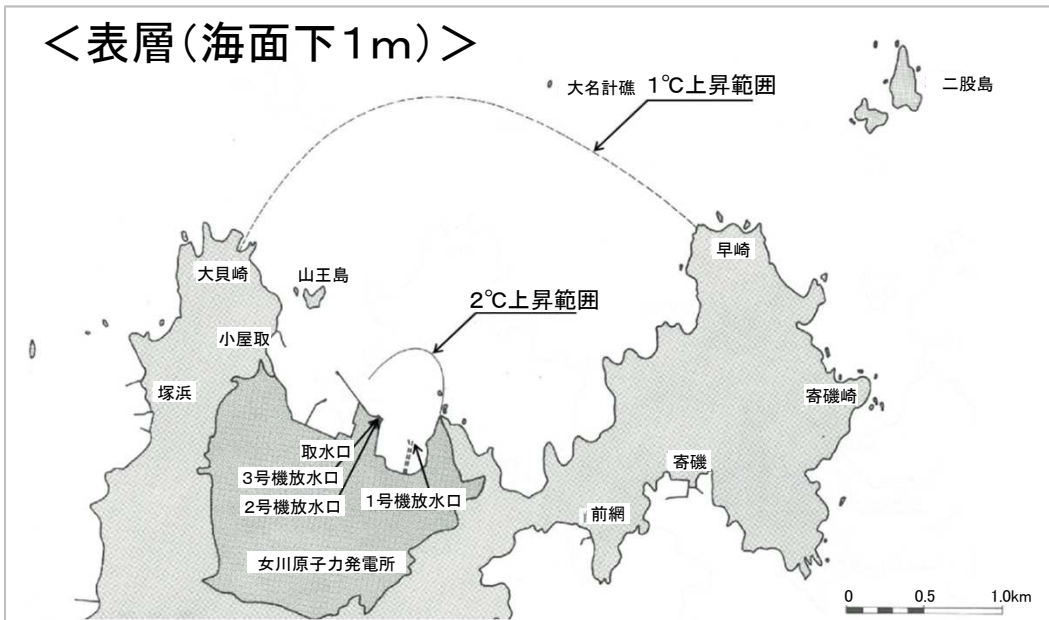 ＜表層（海面下1m）＞
大名計礁
1℃上昇範囲
二股島
早崎
大貝崎
山王島
2℃上昇範囲
小屋取
塚浜
寄磯崎
取水口
3号機放水口
2号機放水口
1号機放水口
寄磯
前網
女川原子力発電所
0 0.5 1.0km